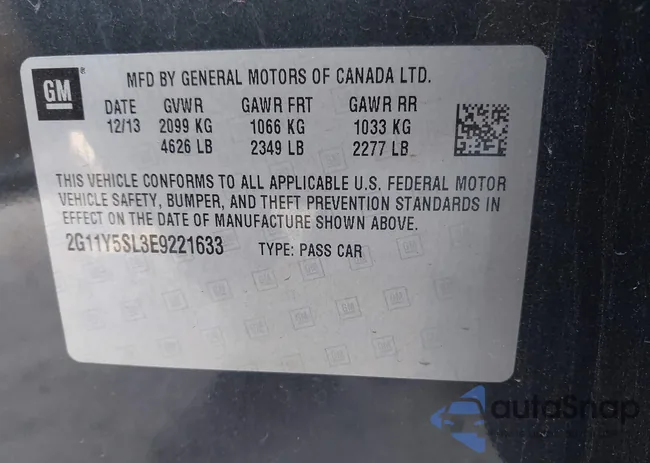 GM
®
MFD BY GENERAL MOTORS OF CANADA LTD.
DATE GVWR GAWR FRT GAWR RR
12/13 2099 KG 1066 KG 1033 KG
4626 LB 2349 LB 2277 LB
THIS VEHICLE CONFORMS TO ALL APPLICABLE U.S. FEDERAL MOTOR
VEHICLE SAFETY, BUMPER, AND THEFT PREVENTION STANDARDS IN
EFFECT ON THE DATE OF MANUFACTURE SHOWN ABOVE.
2G11Y5SL3E9221633 TYPE: PASS CAR
autoSnap